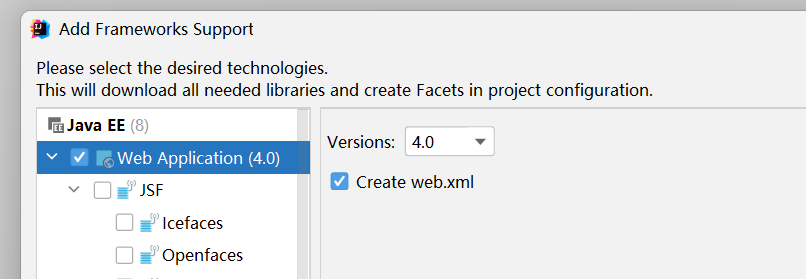 Add Frameworks Support
Please select the desired technologies.
This will download all needed libraries and create Facets in project configuration.
Java EE (8)
Web Application (4.0)
JSF
Icefaces
Openfaces
Versions: 4.0
Create web.xml